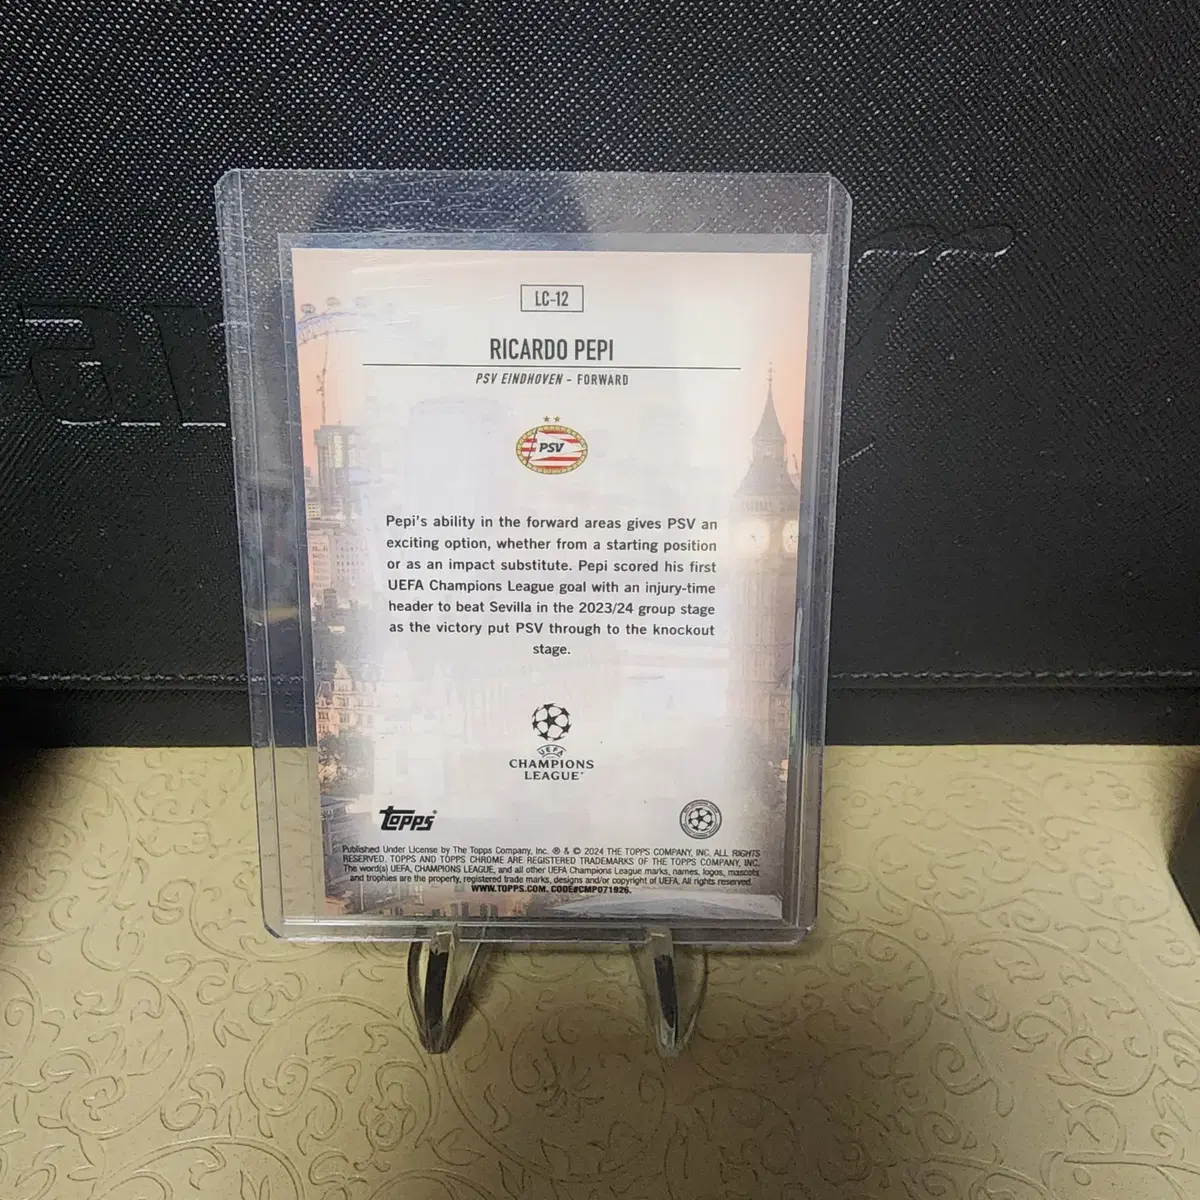 LC-12
RICARDO PEPI
PSV EINDHOVEN - FORWARD
PSV
Pepi's ability in the forward areas gives PSV an
exciting option, whether from a starting position
or as an impact substitute. Pepi scored his first
UEFA Champions League goal with an injury-time
header to beat Sevilla in the 2023/24 group stage
as the victory put PSV through to the knockout
stage.
UEFA
CHAMPIONS
LEAGUE
Topps
Published Under License by The Topps Company, Inc. ® & © 2024 THE TOPPS COMPANY, INC. ALL RIGHTS
RESERVED. TOPPS AND TOPPS CHROME ARE REGISTERED TRADEMARKS OF THE TOPPS COMPANY, INC.
The word(s) UEFA, CHAMPIONS LEAGUE, and all other UEFA Champions League marks, names, logos, mascots
and trophies are the property, registered trade marks, designs and/or copyright of UEFA. All rights reserved.
WWW.TOPPS.COM. CODE#CMP071926.